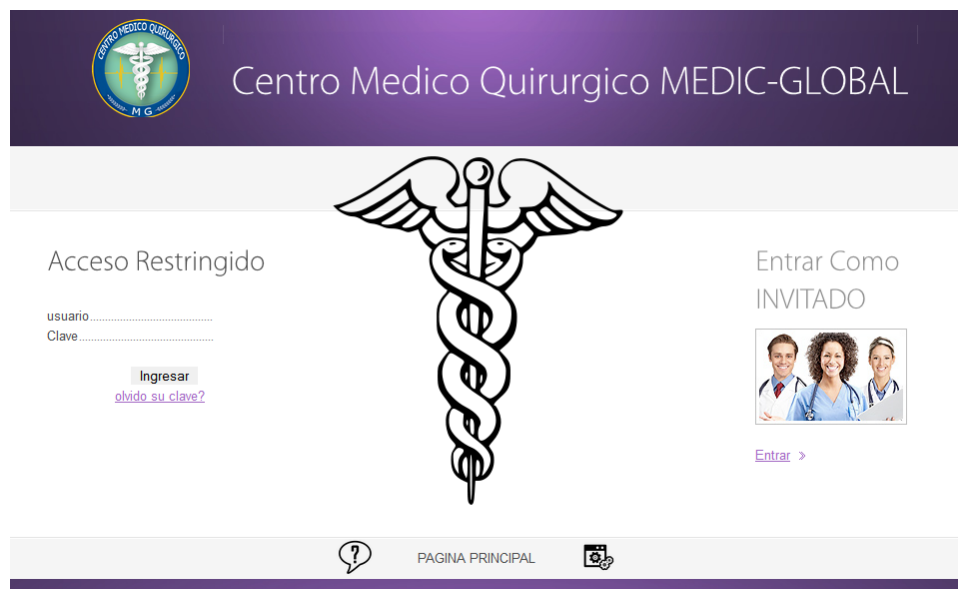 CENTRO MEDICO QUIRURGICO
MG
Centro Medico Quirurgico MEDIC-GLOBAL
Acceso Restringido
usuario
Clave
Ingresar
olvido su clave?
Entrar Como
INVITADO
Entrar »
? PAGINA PRINCIPAL